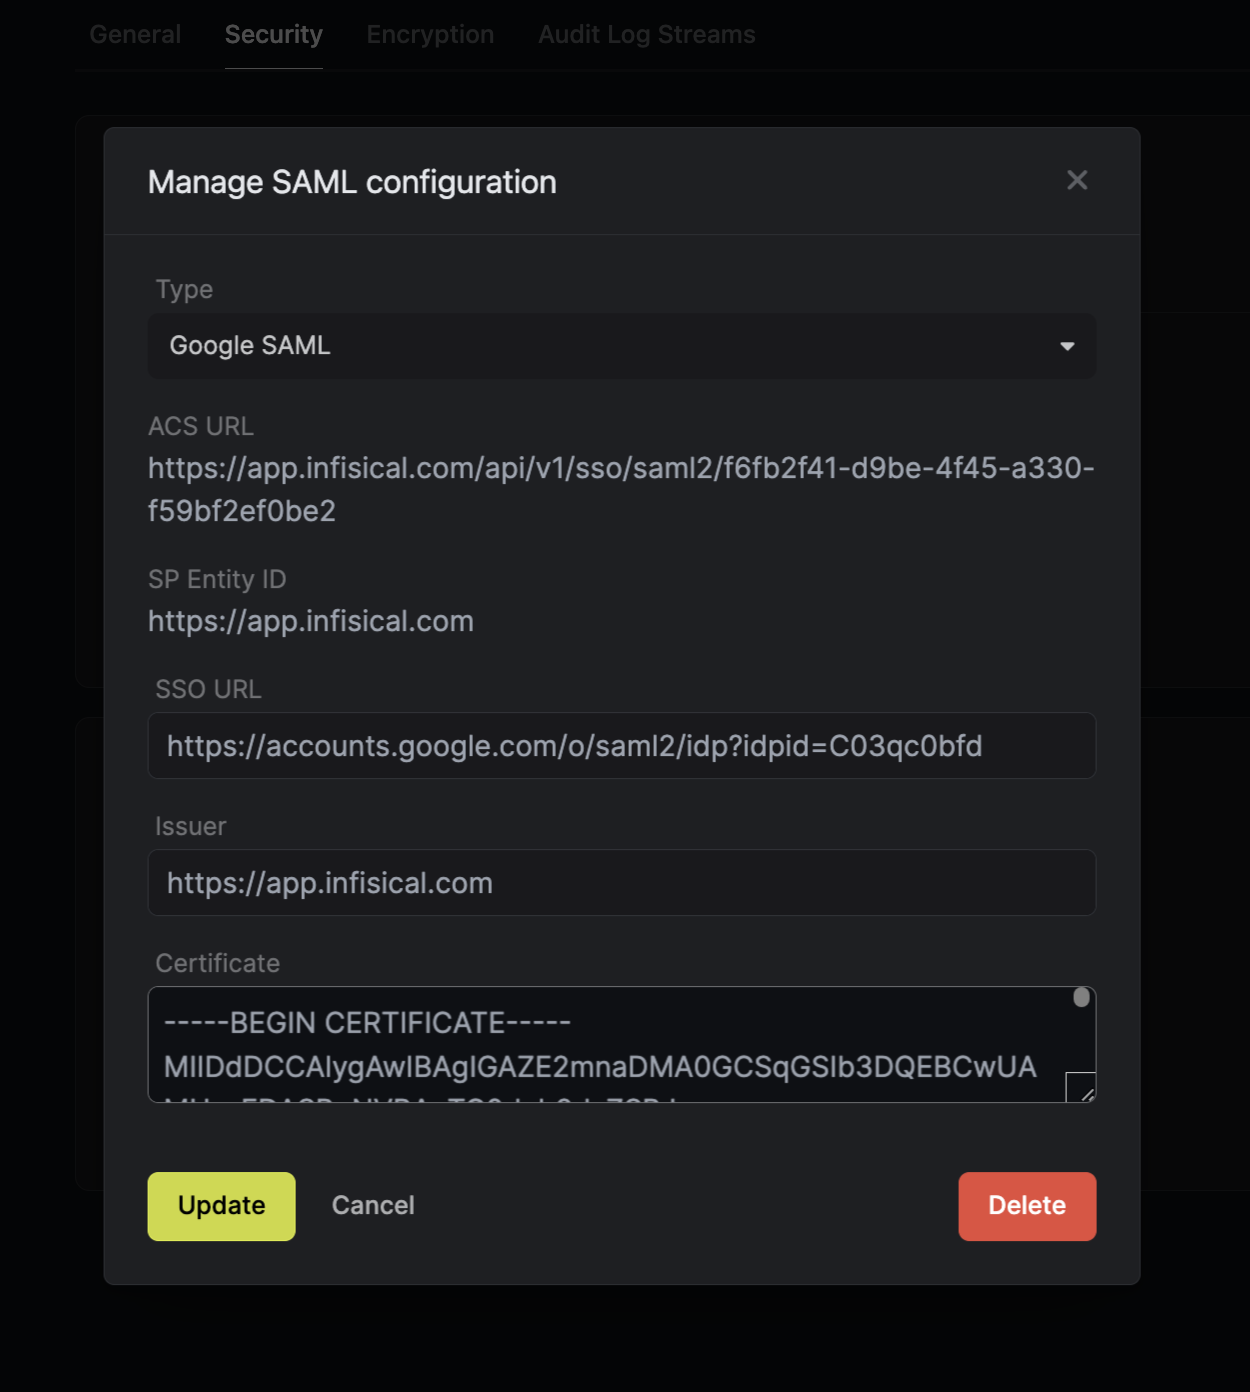 General Security Encryption Audit Log Streams
Manage SAML configuration
Type
Google SAML
ACS URL
https://app.infisical.com/api/v1/sso/saml2/f6fb2f41-d9be-4f45-a330-
f59bf2ef0be2
SP Entity ID
https://app.infisical.com
SSO URL
https://accounts.google.com/o/saml2/idp?idpid=C03qc0bfd
Issuer
https://app.infisical.com
Certificate
-----BEGIN CERTIFICATE-----
MIIDdDCCAlygAwIBAgIGAZE2mnaDMA0GCSqGSIb3DQEBCwUA
Update Cancel Delete